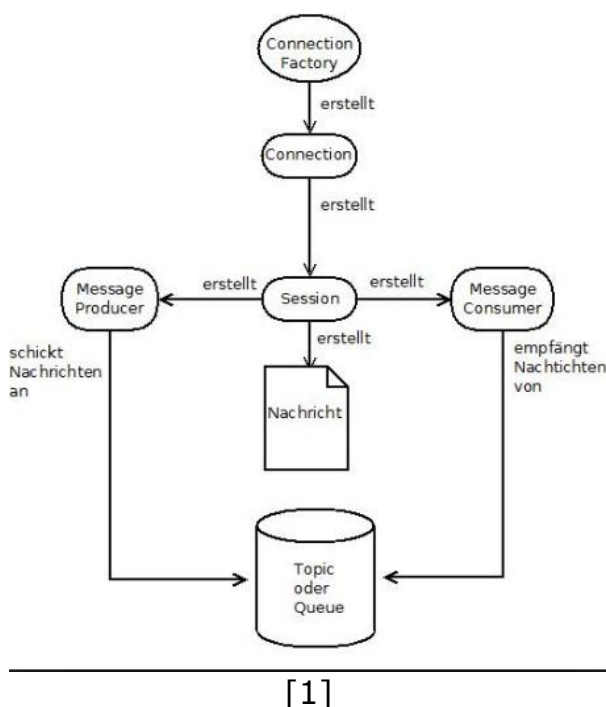 Connection
Factory
erstellt
Connection
erstellt
Message
Producer
erstellt
Session
erstellt
Message
Consumer
erstellt
schickt
Nachrichten
an
Nachricht
empfängt
Nachtichten
von
Topic
oder
Queue
[1]